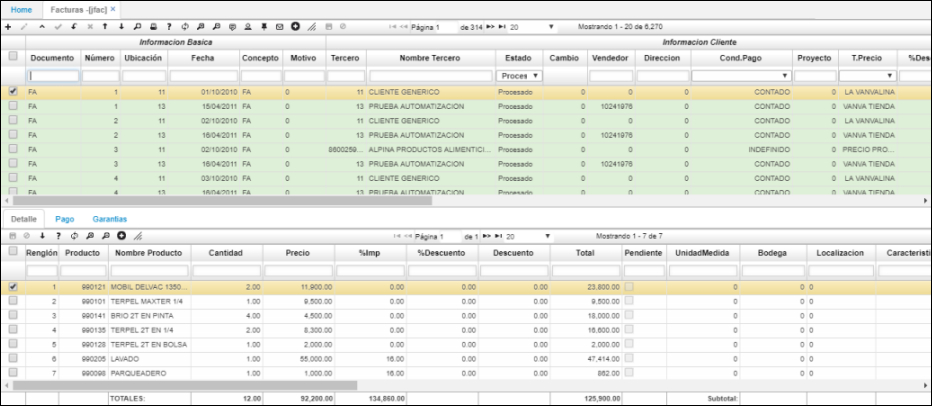 Home Facturas -[jfac] ×
Página 1 de 314 20 Mostrando 1 - 20 de 6,270
Informacion Basica Informacion Cliente
Documento Número Ubicación Fecha Concepto Motivo Tercero Nombre Tercero Estado Cambio Vendedor Direccion Cond.Pago Proyecto T.Precio %Des
Proces
FA 1 11 01/10/2010 FA 0 11 CLIENTE GENERICO Procesado 0 0 0 CONTADO 0 LA VANVALINA
FA 1 13 15/04/2011 FA 0 13 PRUEBA AUTOMATIZACION Procesado 0 10241976 0 CONTADO 0 VANVA TIENDA
FA 2 11 02/10/2010 FA 0 11 CLIENTE GENERICO Procesado 0 0 0 CONTADO 0 LA VANVALINA
FA 2 13 16/04/2011 FA 0 13 PRUEBA AUTOMATIZACION Procesado 0 10241976 0 CONTADO 0 VANVA TIENDA
FA 3 11 02/10/2010 FA 0 8600259... ALPINA PRODUCTOS ALIMENTICI... Procesado 0 0 0 INDEFINIDO 0 PRECIO PRO...
FA 3 13 16/04/2011 FA 0 13 PRUEBA AUTOMATIZACION Procesado 0 10241976 0 CONTADO 0 VANVA TIENDA
FA 4 11 03/10/2010 FA 0 11 CLIENTE GENERICO Procesado 0 0 0 CONTADO 0 LA VANVALINA
FA 4 13 16/04/2011 FA 0 13 PRUEBA AUTOMATIZACION Procesado 0 0 0 CONTADO 0 VANVA TIENDA
Detalle Pago Garantias
Página 1 de 1 20 Mostrando 1 - 7 de 7
Renglón Producto Nombre Producto Cantidad Precio %Imp %Descuento Descuento Total Pendiente UnidadMedida Bodega Localizacion Caracteristi
1 990121 MOBIL DELVAC 1350... 2.00 11,900.00 0.00 0.00 0.00 23,800.00 0 0 0
2 990101 TERPEL MAXTER 1/4 1.00 9,500.00 0.00 0.00 0.00 9,500.00 0 0 0
3 990141 BRIO 2T EN PINTA 4.00 4,500.00 0.00 0.00 0.00 18,000.00 0 0 0
4 990135 TERPEL 2T EN 1/4 2.00 8,300.00 0.00 0.00 0.00 16,600.00 0 0 0
5 990128 TERPEL 2T EN BOLSA 1.00 2,000.00 0.00 0.00 0.00 2,000.00 0 0 0
6 990205 LAVADO 1.00 55,000.00 16.00 0.00 0.00 47,414.00 0 0 0
7 990098 PARQUEADERO 1.00 1,000.00 16.00 0.00 0.00 862.00 0 0 0
TOTALES: 12.00 92,200.00 134,860.00 125,900.00 Subtotal: